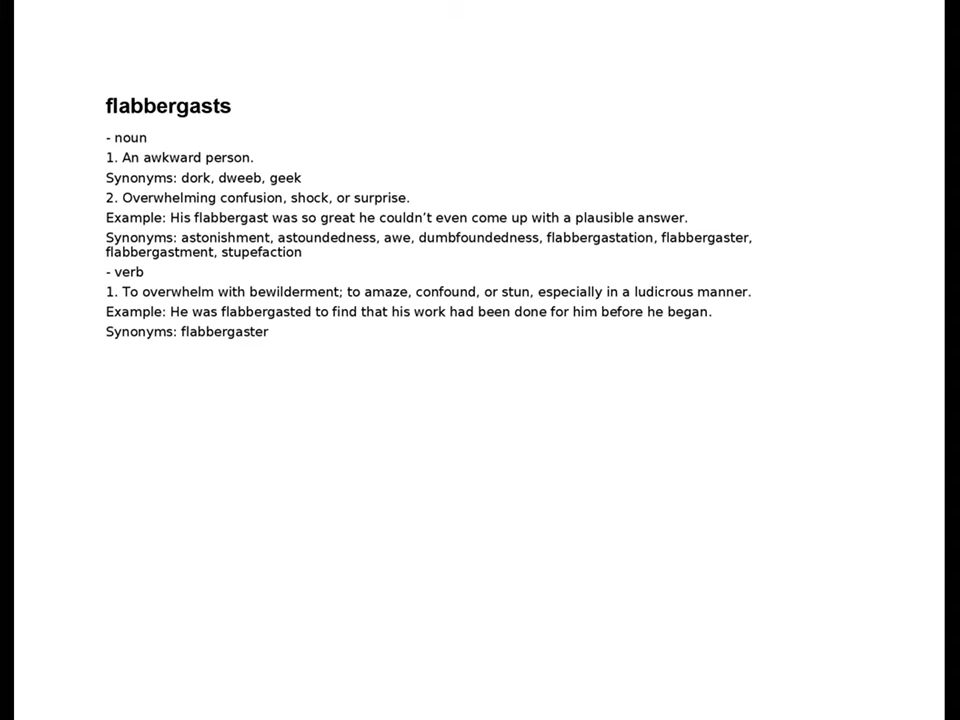 flabbergasts
- noun
1. An awkward person.
Synonyms: dork, dweeb, geek
2. Overwhelming confusion, shock, or surprise.
Example: His flabbergast was so great he couldn’t even come up with a plausible answer.
Synonyms: astonishment, astoundedness, awe, dumbfoundedness, flabbergastation, flabbergaster,
flabbergastment, stupefaction
- verb
1. To overwhelm with bewilderment; to amaze, confound, or stun, especially in a ludicrous manner.
Example: He was flabbergasted to find that his work had been done for him before he began.
Synonyms: flabbergaster